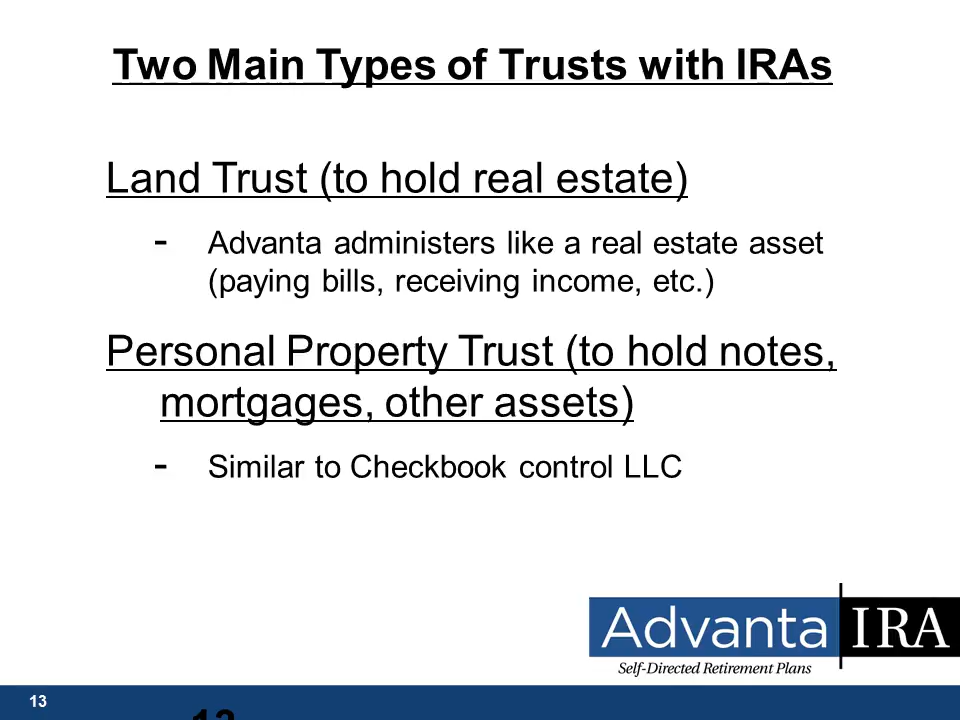 Two Main Types of Trusts with IRAs
Land Trust (to hold real estate)
- Advanta administers like a real estate asset
(paying bills, receiving income, etc.)
Personal Property Trust (to hold notes,
mortgages, other assets)
- Similar to Checkbook control LLC
Advanta IRA
Self-Directed Retirement Plans
13
13